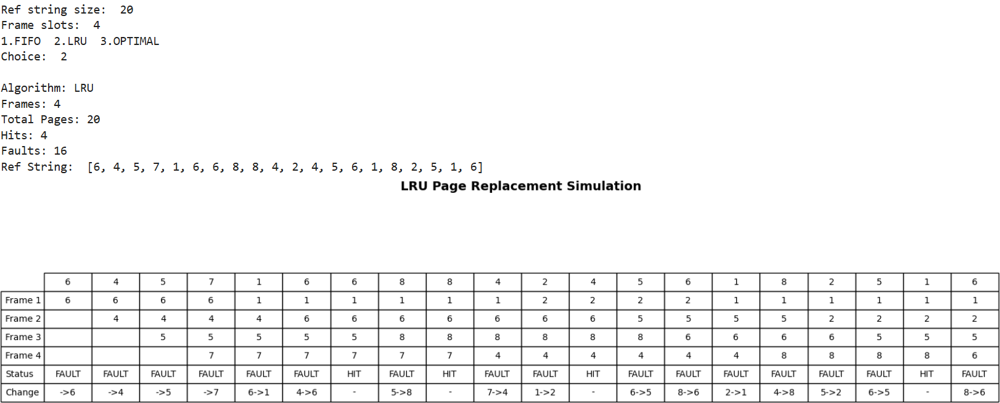 Ref string size:  20
Frame slots:  4
1.FIFO  2.LRU  3.OPTIMAL
Choice:  2
Algorithm: LRU
Frames: 4
Total Pages: 20
Hits: 4
Faults: 16
Ref String:  [6, 4, 5, 7, 1, 6, 6, 8, 8, 4, 2, 4, 5, 6, 1, 8, 2, 5, 1, 6]
LRU Page Replacement Simulation
6 4 5 7 1 6 6 8 8 4 2 4 5 6 1 8 2 5 1 6
Frame 1 6 6 6 6 1 1 1 1 1 1 2 2 2 2 1 1 1 1 1 1
Frame 2 4 4 4 4 6 6 6 6 6 6 6 5 5 5 5 2 2 2 2
Frame 3 5 5 5 5 5 8 8 8 8 8 8 6 6 6 6 5 5 5
Frame 4 7 7 7 7 7 7 4 4 4 4 4 4 8 8 8 8 6
Status FAULT FAULT FAULT FAULT FAULT FAULT HIT FAULT HIT FAULT FAULT HIT FAULT FAULT FAULT FAULT FAULT FAULT HIT FAULT
Change ->6 ->4 ->5 ->7 6->1 4->6 - 5->8 - 7->4 1->2 - 6->5 8->6 2->1 4->8 5->2 6->5 - 8->6